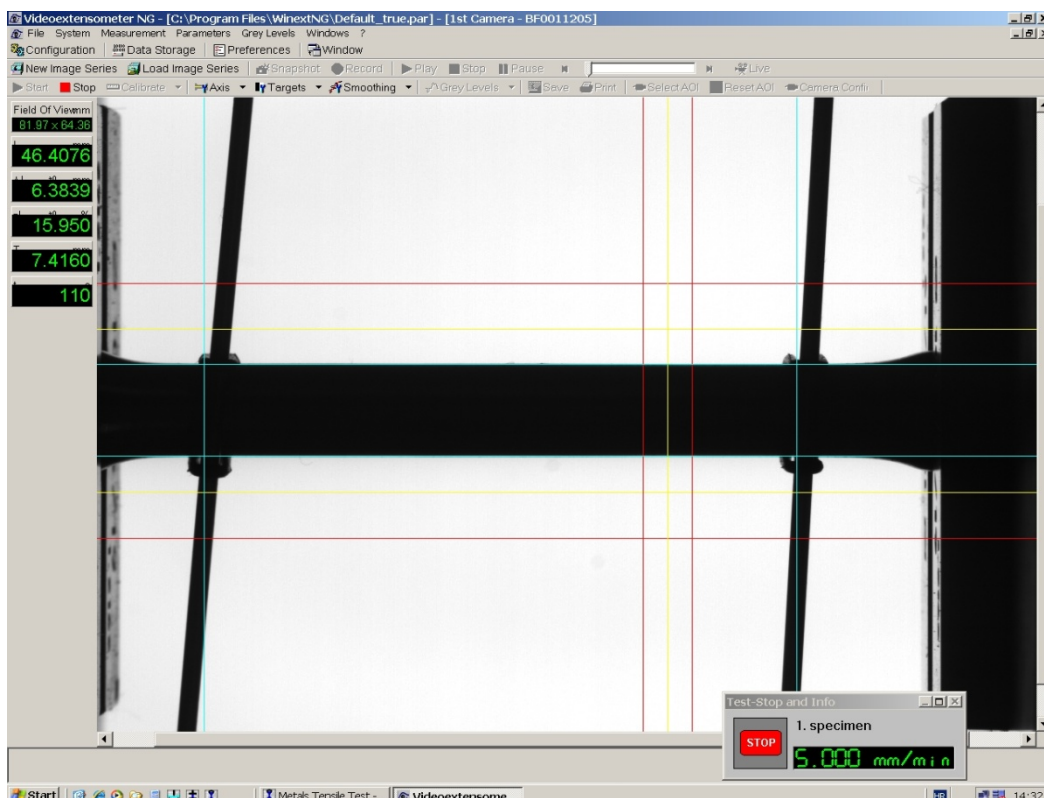 Videoextensometer NG - [C:\Program Files\WinextNG\Default_true.par] - [1st Camera - BF0011205]
File System Measurement Parameters Grey Levels Windows ?
Configuration Data Storage Preferences Window
New Image Series Load Image Series Snapshot Record Play Stop Pause Live
Start Stop Calibrate Axis Targets Smoothing Grey Levels Save Print Select AOI Reset AOI Camera Confi
Field Of View mm
81.97 x 64.36
46.4076
6.3839
15.950
7.4160
110
Test-Stop and Info
1. specimen
STOP
5.000 mm/min
Start Metals Tensile Test - Videoextensome... HR 14:32